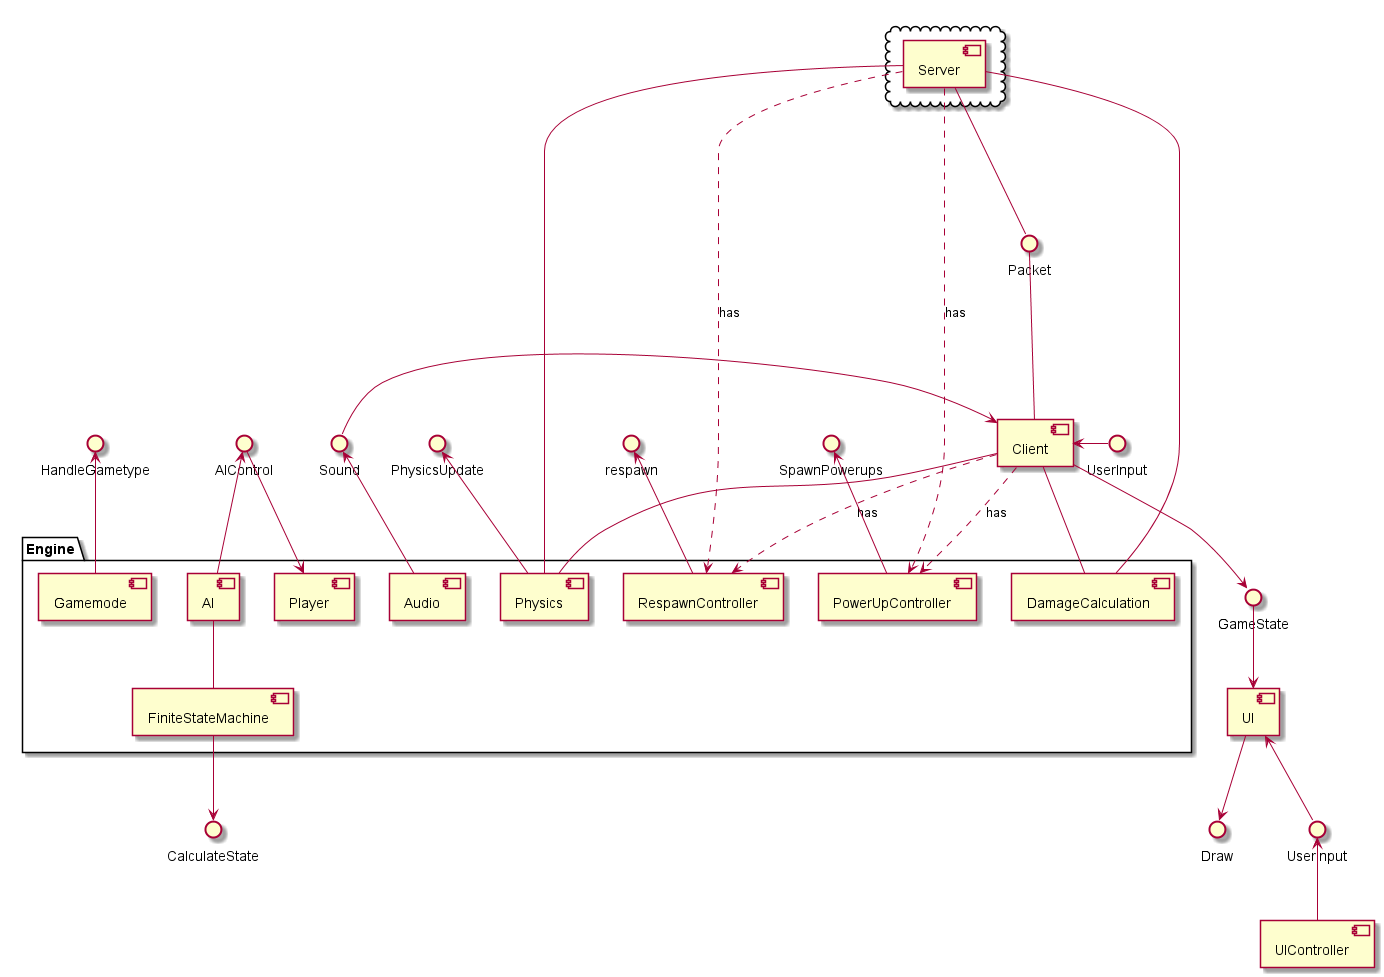 Server
Packet
has
has
HandleGametype
AIControl
Sound
PhysicsUpdate
respawn
SpawnPowerups
Client
UserInput
has
has
Engine
Gamemode
AI
Player
Audio
Physics
RespawnController
PowerUpController
DamageCalculation
GameState
FiniteStateMachine
UI
CalculateState
Draw
UserInput
UIController